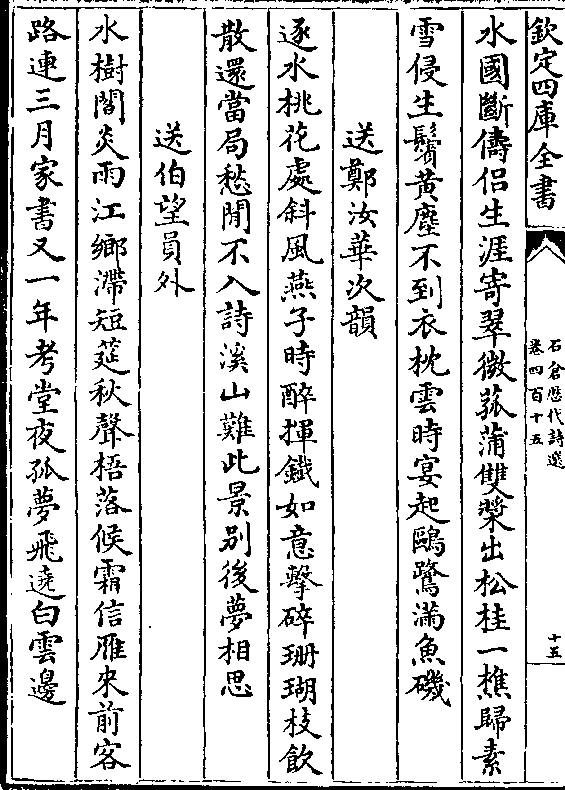 欽定四庫全書
石倉歷代詩選
卷四百十五
十五
水國斷儔侣生涯寄翠微菰蒲雙槳出松桂一樵歸素
雪侵生鬢黄塵不到衣枕雲時宴起鷗鷺滿魚磯
送鄭汝華次韻
逐水桃花處斜風燕子時醉揮鐵如意擊碎珊瑚枝飲
散還當局愁閒不入詩溪山難此景别後夢相思
送伯望員外
水樹閣炎雨江鄉滯短筵秋聲梧落候霜信雁來前客
路連三月家書又一年考堂夜孤夢飛遶白雲邊